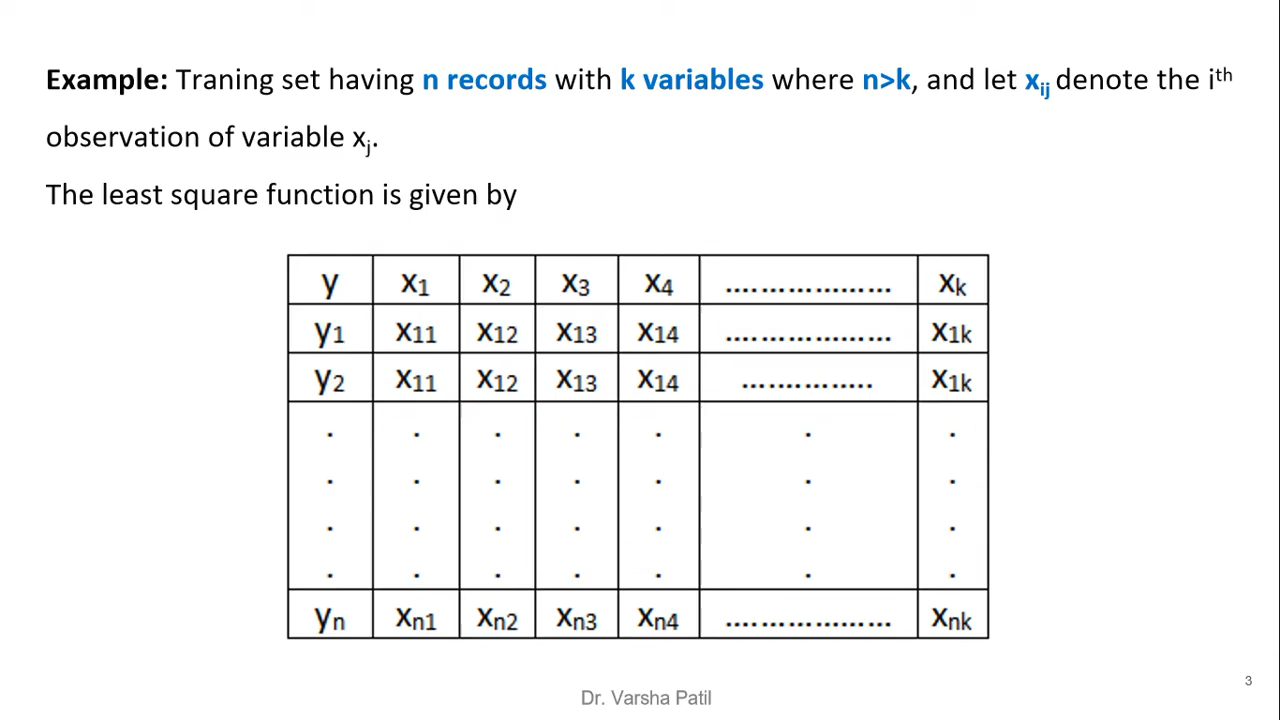 Example: Traning set having n records with k variables where n>k, and let xij denote the ith
observation of variable xj.
The least square function is given by
y x1 x2 x3 x4 .................... xk
y1 x11 x12 x13 x14 .................... x1k
y2 x11 x12 x13 x14 ................ x1k
. . . . . . .
. . . . . . .
. . . . . . .
. . . . . . .
yn xn1 xn2 xn3 xn4 .................... xnk
Dr. Varsha Patil
3